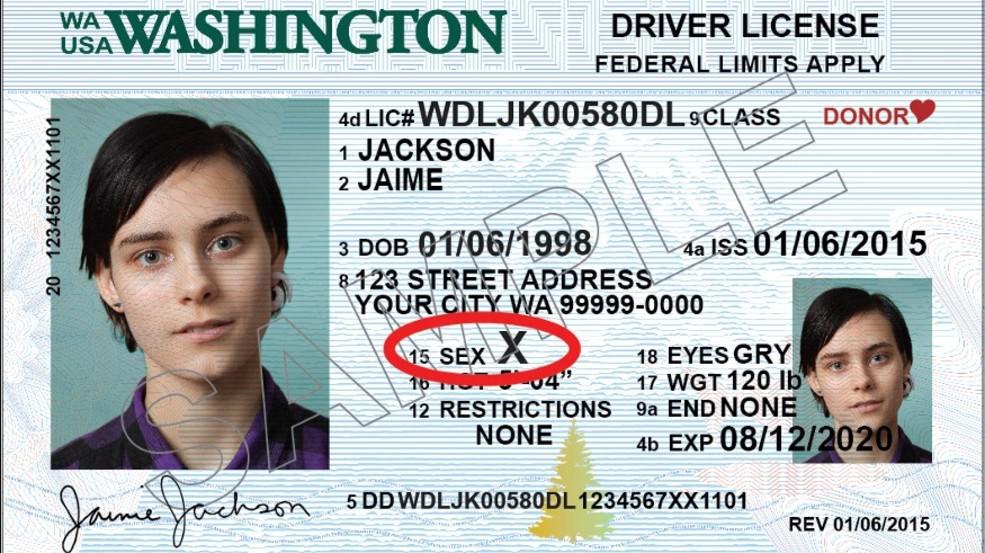 WA
USA WASHINGTON
DRIVER LICENSE
FEDERAL LIMITS APPLY
20 1234567XX1101
4d LIC# WDLJK00580DL 9 CLASS DONOR
1 JACKSON
2 JAIME
3 DOB 01/06/1998 4a ISS 01/06/2015
8 123 STREET ADDRESS
YOUR CITY WA 99999-0000
15 SEX X 18 EYES GRY
16 HGT 5'-04" 17 WGT 120 lb
12 RESTRICTIONS 9a END NONE
NONE 4b EXP 08/12/2020
Jaime Jackson
5 DD WDLJK00580DL1234567XX1101
REV 01/06/2015
SAMPLE